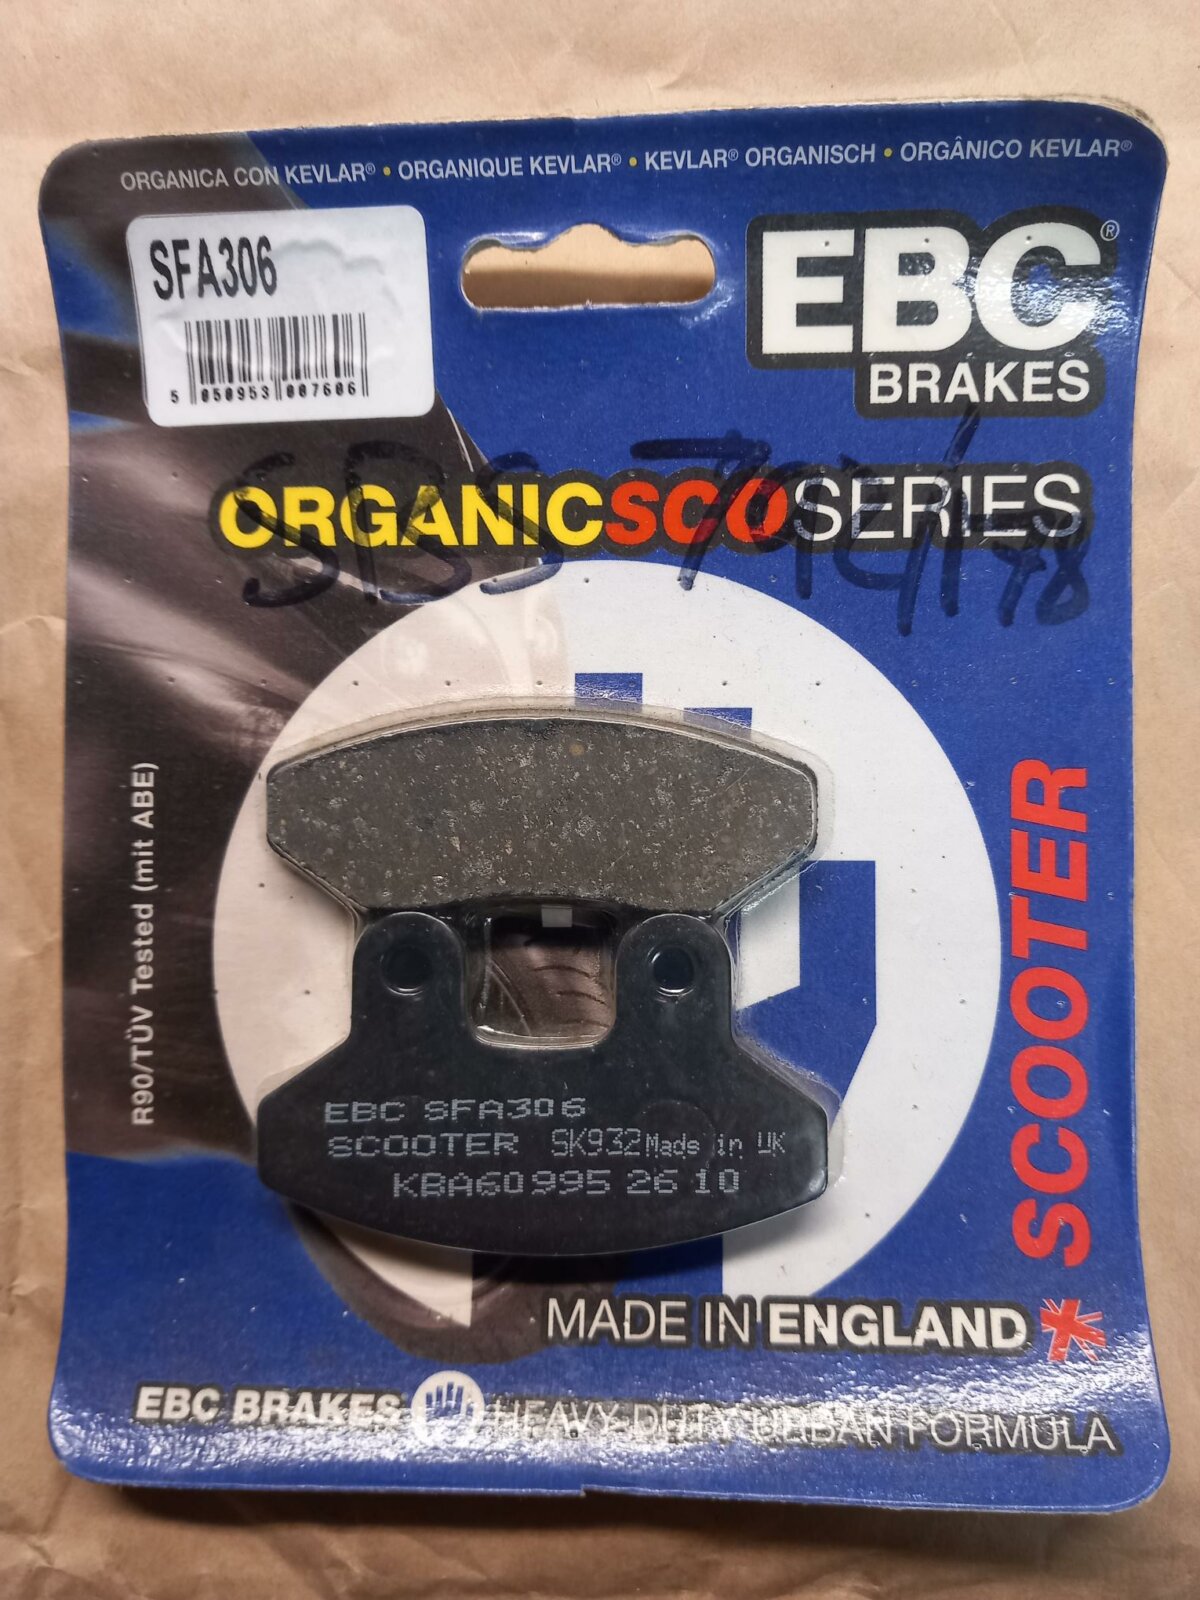 ORGANICA CON KEVLAR® • ORGANIQUE KEVLAR® • KEVLAR® ORGANISCH • ORGÂNICO KEVLAR®
SFA306
5 050953 007606
EBC®
BRAKES
SBS
ORGANICSCOSERIES
R90/TÜV Tested (mit ABE)
SCOOTER
EBC SFA306
SCOOTER SK932 Made in UK
KBA60995 26 10
MADE IN ENGLAND
EBC BRAKES HEAVY DUTY URBAN FORMULA